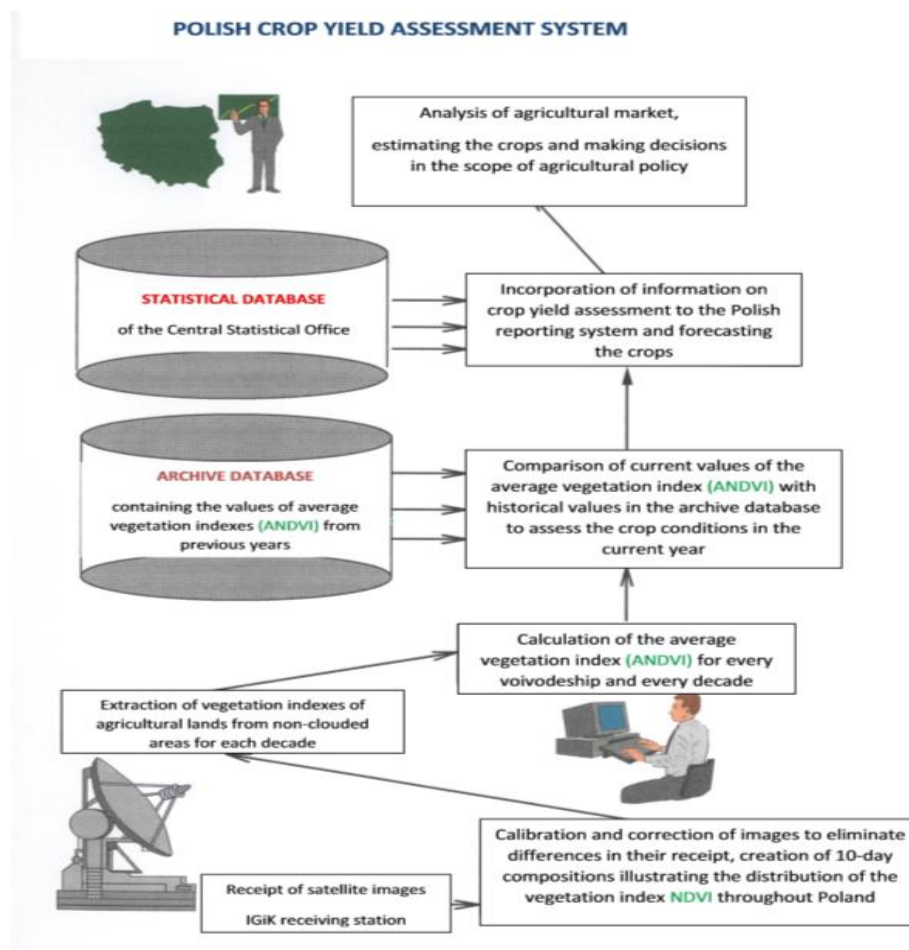 POLISH CROP YIELD ASSESSMENT SYSTEM
Analysis of agricultural market,
estimating the crops and making decisions
in the scope of agricultural policy
STATISTICAL DATABASE
of the Central Statistical Office
Incorporation of information on
crop yield assessment to the Polish
reporting system and forecasting
the crops
ARCHIVE DATABASE
containing the values of average
vegetation indexes (ANDVI) from
previous years
Comparison of current values of the
average vegetation index (ANDVI) with
historical values in the archive database
to assess the crop conditions in the
current year
Calculation of the average
vegetation index (ANDVI) for every
voivodeship and every decade
Extraction of vegetation indexes of
agricultural lands from non-clouded
areas for each decade
Calibration and correction of images to eliminate
differences in their receipt, creation of 10-day
compositions illustrating the distribution of the
vegetation index NDVI throughout Poland
Receipt of satellite images
IGiK receiving station